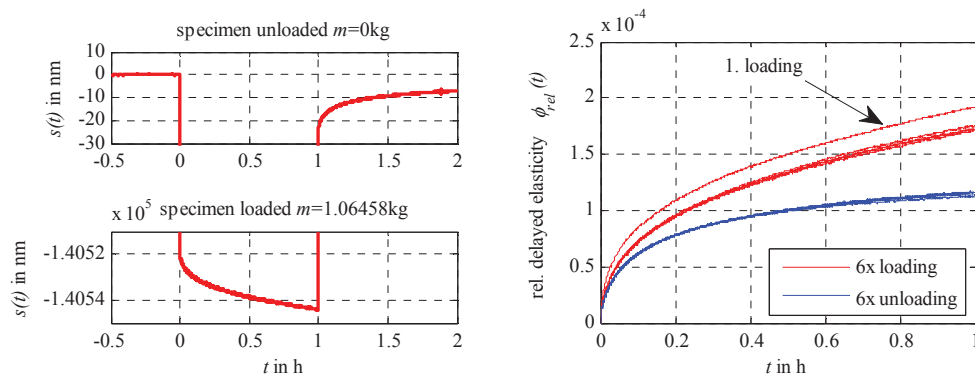 specimen unloaded m=0kg
s(t) in nm
10
0
-10
-20
-30
-0.5 0 0.5 1 1.5 2
x 10^5 specimen loaded m=1.06458kg
s(t) in nm
-1.4052
-1.4054
-0.5 0 0.5 1 1.5 2
t in h
x 10^-4
rel. delayed elasticity ϕ_rel (t)
2.5
2
1.5
1
0.5
0
1. loading
6x loading
6x unloading
0 0.2 0.4 0.6 0.8 1
t in h